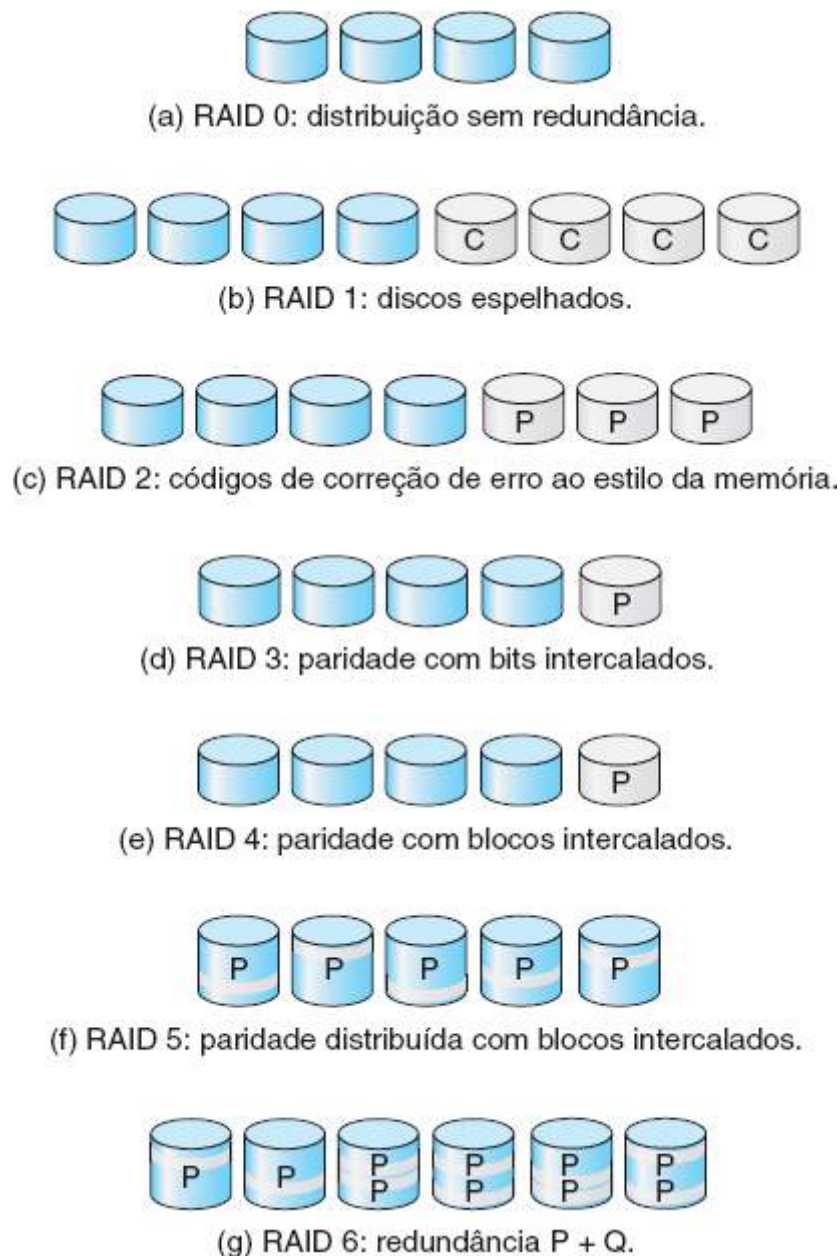 (a) RAID 0: distribuição sem redundância.
C C C C
(b) RAID 1: discos espelhados.
P P P
(c) RAID 2: códigos de correção de erro ao estilo da memória.
P
(d) RAID 3: paridade com bits intercalados.
P
(e) RAID 4: paridade com blocos intercalados.
P P P P P
(f) RAID 5: paridade distribuída com blocos intercalados.
P P P P P P
P P P P
(g) RAID 6: redundância P + Q.